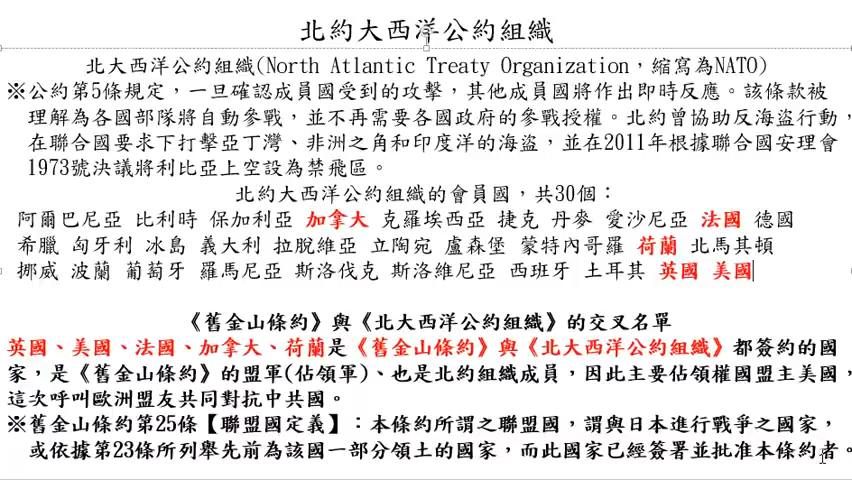 北約大西洋公約組織
北大西洋公約組織(North Atlantic Treaty Organization，縮寫為NATO)
※公約第5條規定，一旦確認成員國受到的攻擊，其他成員國將作出即時反應。該條款被
理解為各國部隊將自動參戰，並不再需要各國政府的參戰授權。北約曾協助反海盜行動，
在聯合國要求下打擊亞丁灣、非洲之角和印度洋的海盜，並在2011年根據聯合國安理會
1973號決議將利比亞上空設為禁飛區。
北約大西洋公約組織的會員國，共30個：
阿爾巴尼亞 比利時 保加利亞 加拿大 克羅埃西亞 捷克 丹麥 愛沙尼亞 法國 德國
希臘 匈牙利 冰島 義大利 拉脫維亞 立陶宛 盧森堡 蒙特內哥羅 荷蘭 北馬其頓
挪威 波蘭 葡萄牙 羅馬尼亞 斯洛伐克 斯洛維尼亞 西班牙 土耳其 英國 美國
《舊金山條約》與《北大西洋公約組織》的交叉名單
英國、美國、法國、加拿大、荷蘭是《舊金山條約》與《北大西洋公約組織》都簽約的國
家，是《舊金山條約》的盟軍(佔領軍)、也是北約組織成員，因此主要佔領權國盟主美國，
這次呼叫歐洲盟友共同對抗中共國。
※舊金山條約第25條【聯盟國定義】：本條約所謂之聯盟國，謂與日本進行戰爭之國家，
或依據第23條所列舉先前為該國一部分領土的國家，而此國家已經簽署並批准本條約者。